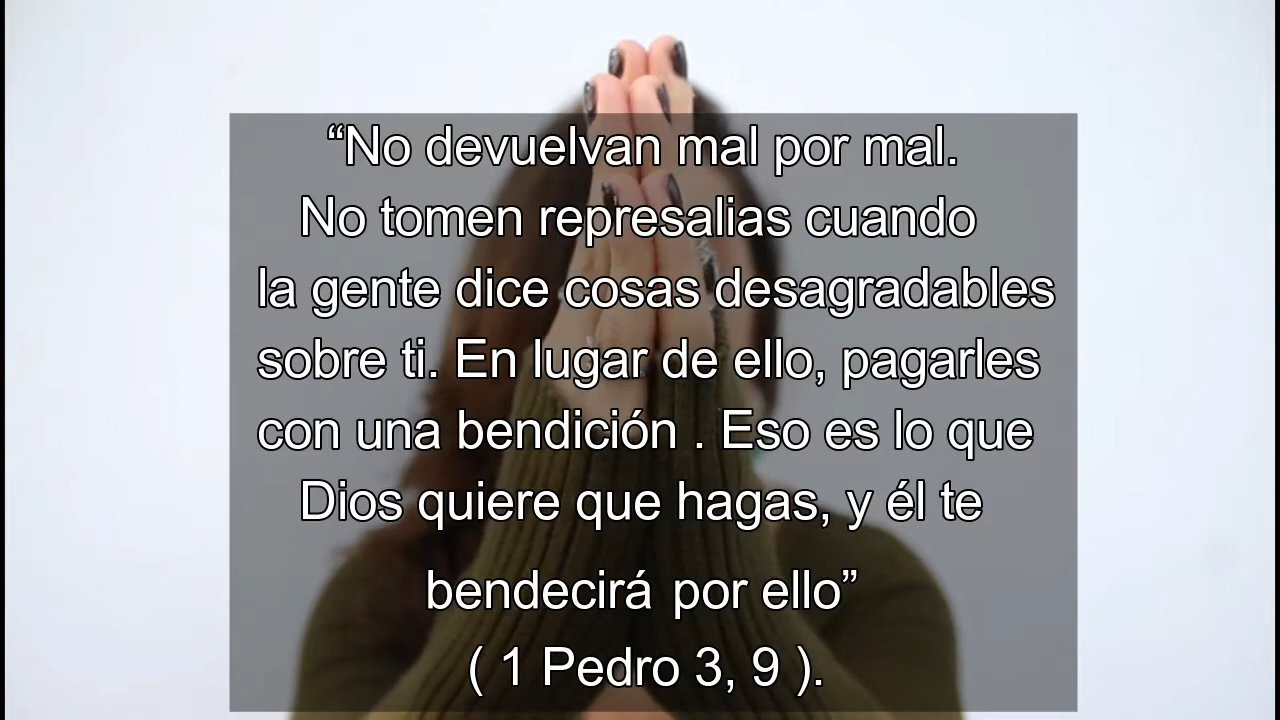 “No devuelvan mal por mal.
No tomen represalias cuando
la gente dice cosas desagradables
sobre ti. En lugar de ello, pagarles
con una bendición . Eso es lo que
Dios quiere que hagas, y él te
bendecirá por ello”
( 1 Pedro 3, 9 ).